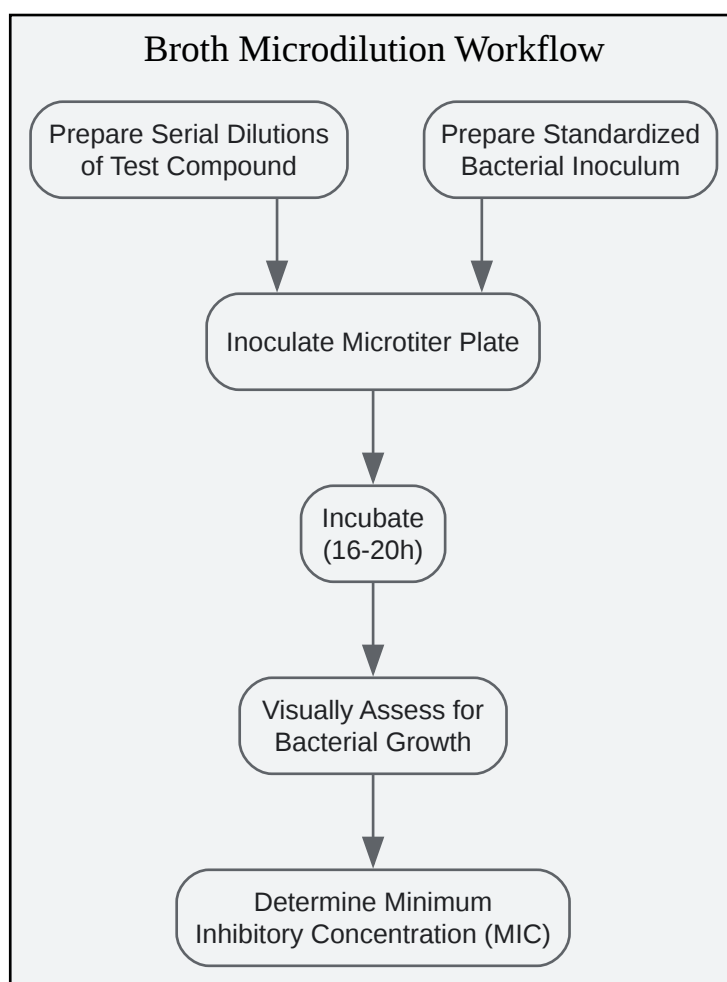 Broth Microdilution Workflow
Prepare Serial Dilutions
of Test Compound
Prepare Standardized
Bacterial Inoculum
Inoculate Microtiter Plate
Incubate
(16-20h)
Visually Assess for
Bacterial Growth
Determine Minimum
Inhibitory Concentration (MIC)